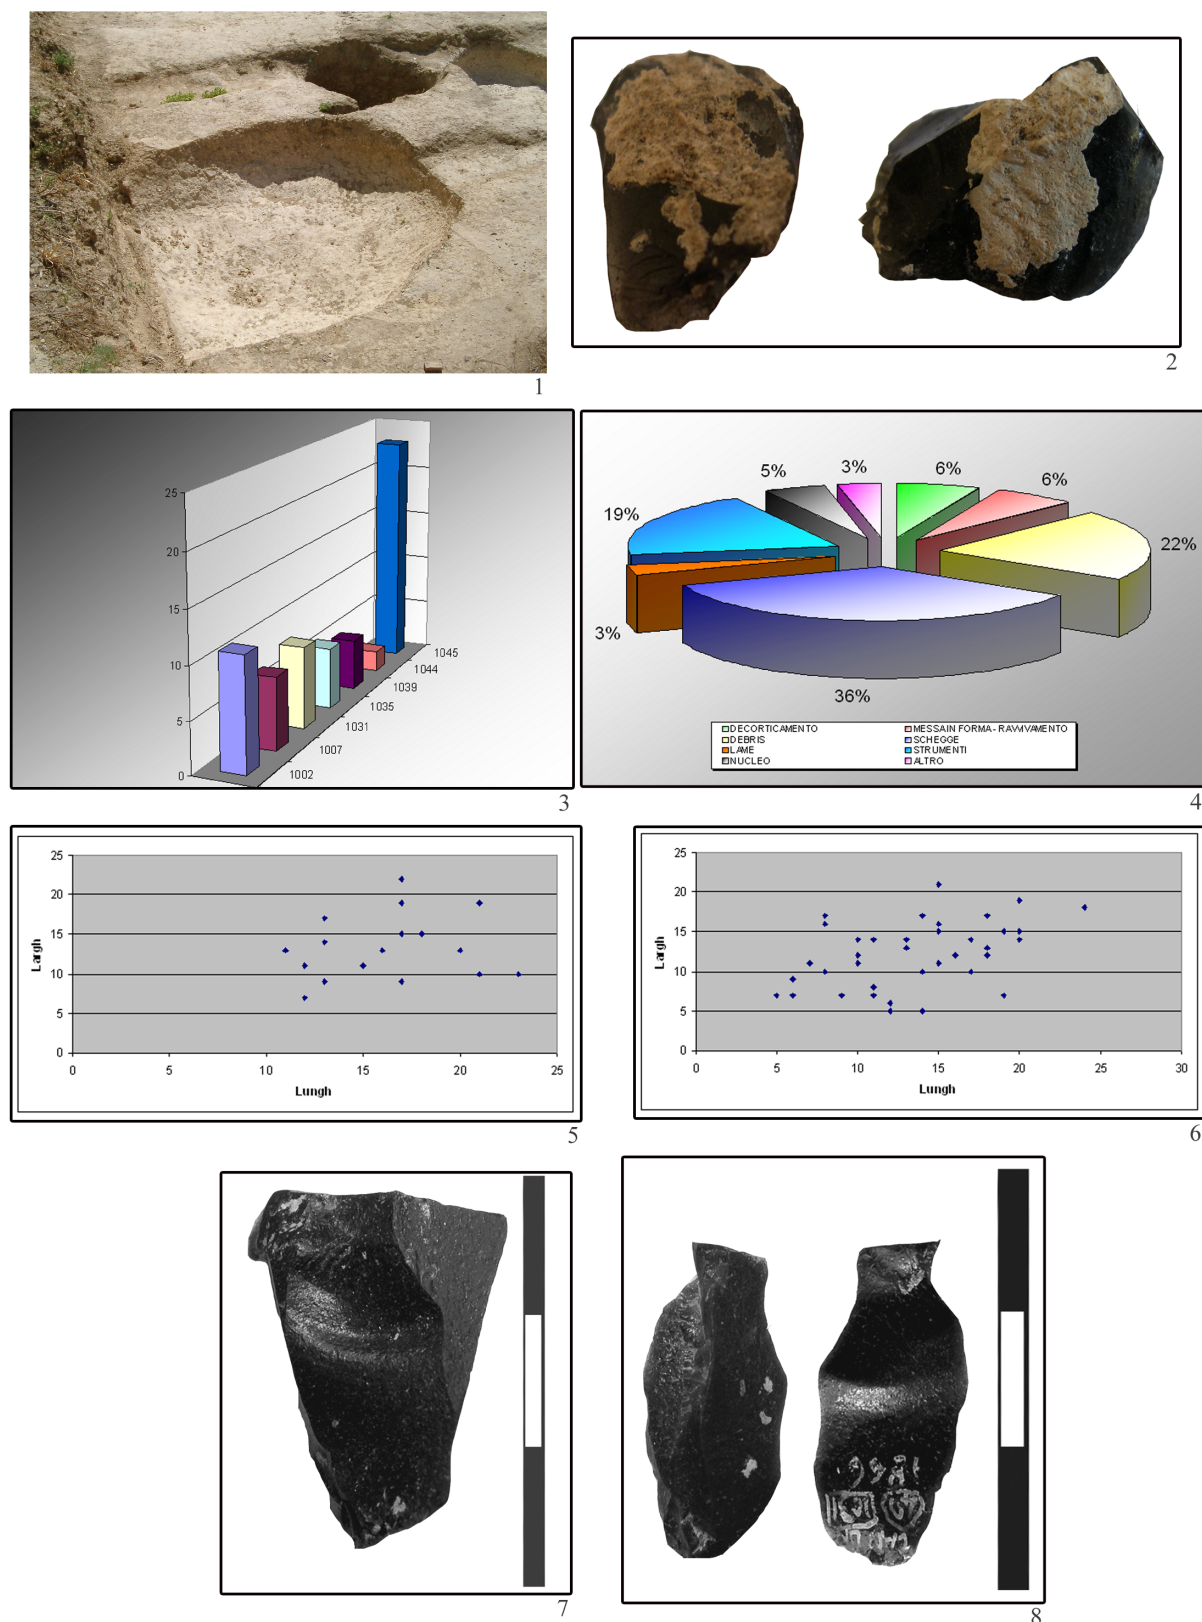 1
2
25
20
15
10
5
0
1002
1007
1031
1035
1039
1044
1045
3
5%
3%
6%
6%
19%
22%
3%
36%
DECORTICAMENTO
MESSA IN FORMA - RAVVIVAMENTO
DEBRIS
SCHEGGE
LAME
STRUMENTI
NUCLEO
ALTRO
4
25
20
15
10
5
0
Largh
0 5 10 15 20 25
Lungh
5
25
20
15
10
5
0
Largh
0 5 10 15 20 25 30
Lungh
6
7
8